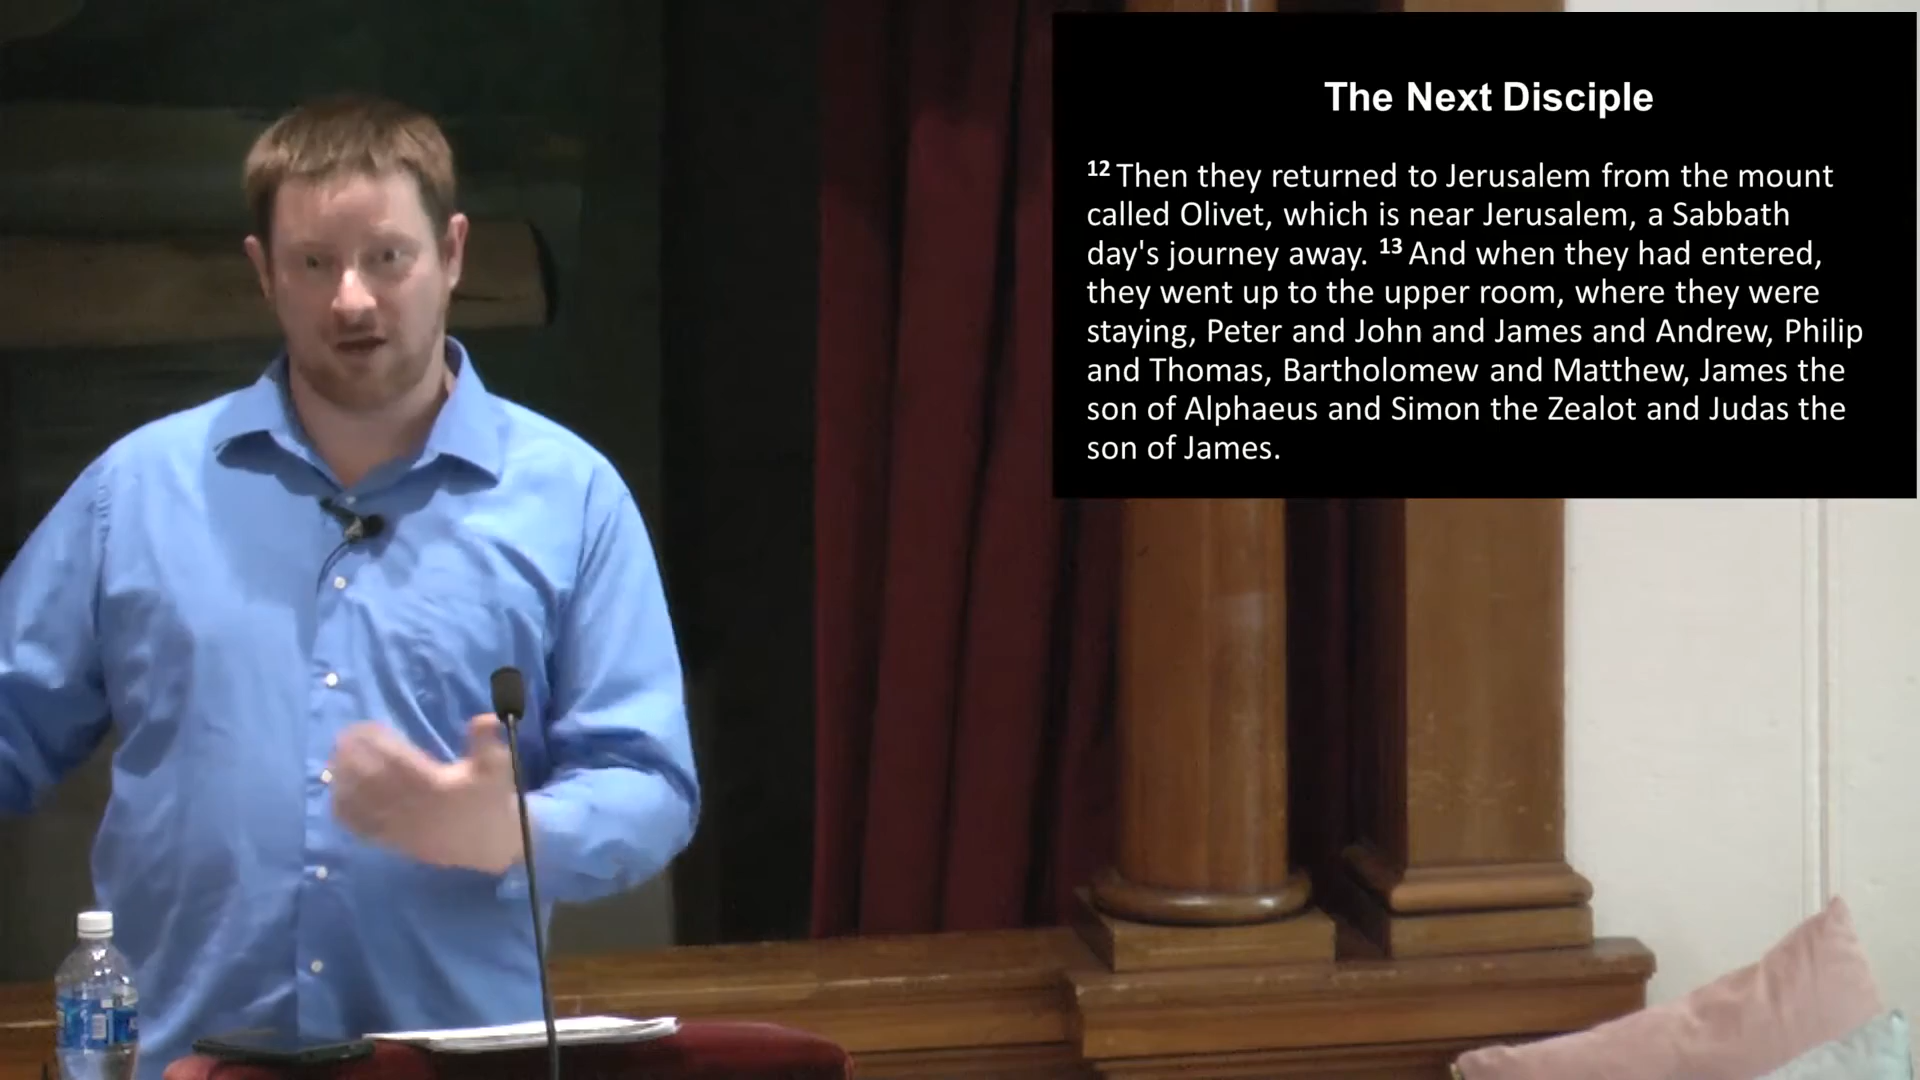 The Next Disciple
12 Then they returned to Jerusalem from the mount
called Olivet, which is near Jerusalem, a Sabbath
day's journey away. 13 And when they had entered,
they went up to the upper room, where they were
staying, Peter and John and James and Andrew, Philip
and Thomas, Bartholomew and Matthew, James the
son of Alphaeus and Simon the Zealot and Judas the
son of James.